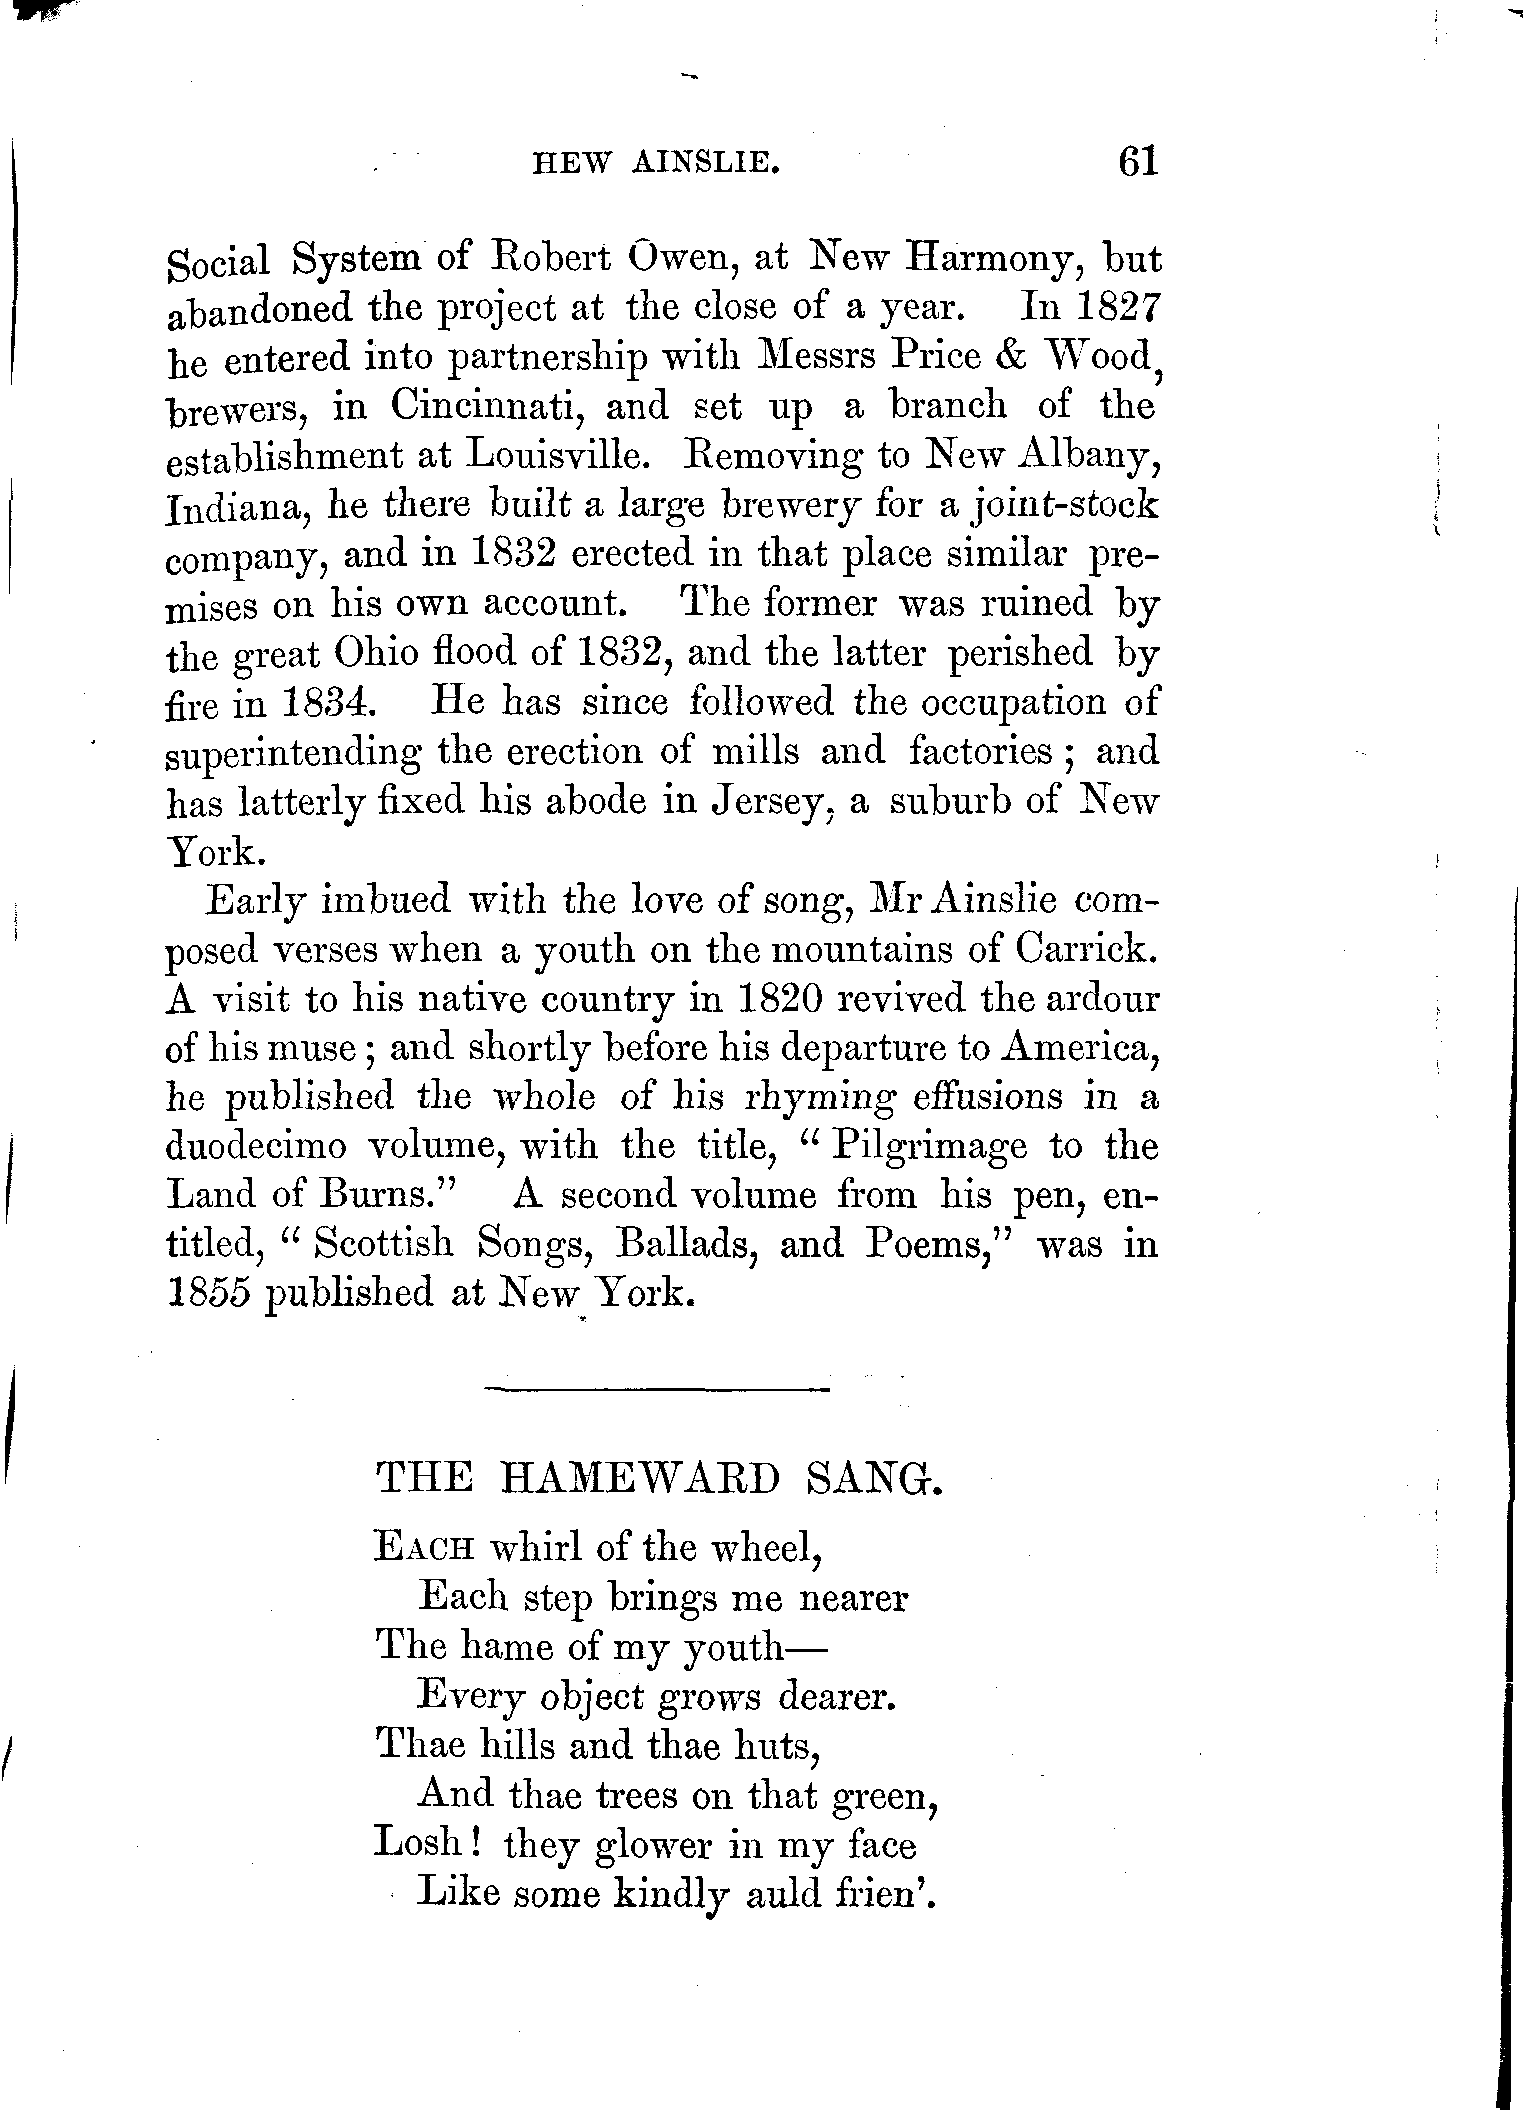 HEW AINSLIE. 61
Social System of Robert Owen, at New Harmony, but
abandoned the project at the close of a year. In 1827
he entered into partnership with Messrs Price & Wood,
brewers, in Cincinnati, and set up a branch of the
establishment at Louisville. Removing to New Albany,
Indiana, he there built a large brewery for a joint-stock
company, and in 1832 erected in that place similar pre-
mises on his own account. The former was ruined by
the great Ohio flood of 1832, and the latter perished by
fire in 1834. He has since followed the occupation of
superintending the erection of mills and factories ; and
has latterly fixed his abode in Jersey, a suburb of New
York.
Early imbued with the love of song, Mr Ainslie com-
posed verses when a youth on the mountains of Carrick.
A visit to his native country in 1820 revived the ardour
of his muse ; and shortly before his departure to America,
he published the whole of his rhyming effusions in a
duodecimo volume, with the title, “ Pilgrimage to the
Land of Burns.” A second volume from his pen, en-
titled, “ Scottish Songs, Ballads, and Poems,” was in
1855 published at New York.
THE HAMEWARD SANG.
EACH whirl of the wheel,
Each step brings me nearer
The hame of my youth—
Every object grows dearer.
Thae hills and thae huts,
And thae trees on that green,
Losh ! they glower in my face
Like some kindly auld frien’.